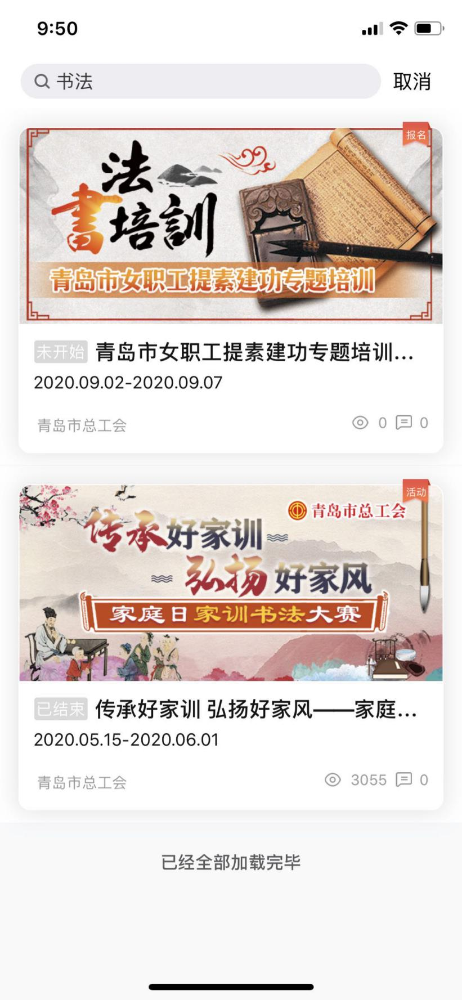 9:50
书法
取消
报名
法
書培訓
青岛市女职工提素建功专题培训
未开始 青岛市女职工提素建功专题培训...
2020.09.02-2020.09.07
青岛市总工会
0 0
活动
青岛市总工会
传承好家训
弘扬好家风
家庭日家训书法大赛
已结束 传承好家训 弘扬好家风——家庭...
2020.05.15-2020.06.01
青岛市总工会
3055 0
已经全部加载完毕